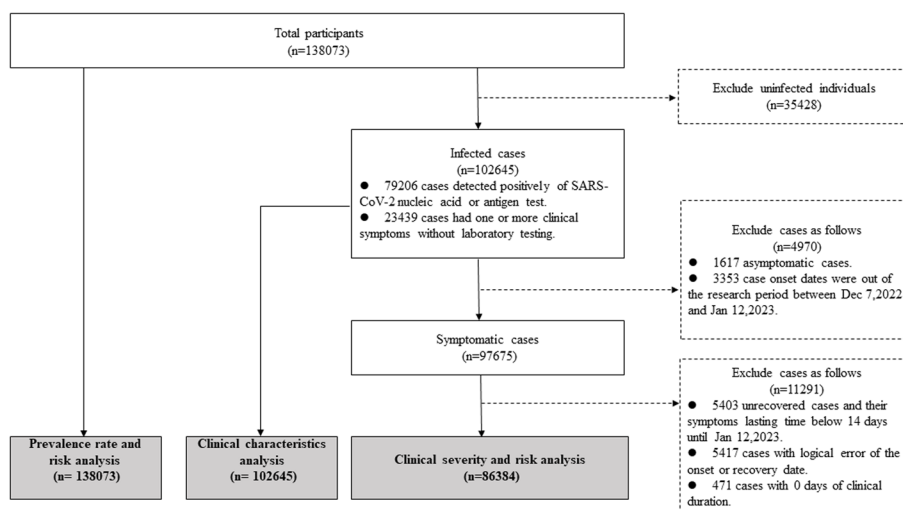 Total participants
(n=138073)
Exclude uninfected individuals
(n=35428)
Infected cases
(n=102645)
● 79206 cases detected positively of SARS-
CoV-2 nucleic acid or antigen test.
● 23439 cases had one or more clinical
symptoms without laboratory testing.
Exclude cases as follows
(n=4970)
● 1617 asymptomatic cases.
● 3353 case onset dates were out of
the research period between Dec 7,2022
and Jan 12,2023.
Symptomatic cases
(n=97675)
Exclude cases as follows
(n=11291)
● 5403 unrecovered cases and their
symptoms lasting time below 14 days
until Jan 12,2023.
● 5417 cases with logical error of the
onset or recovery date.
● 471 cases with 0 days of clinical
duration.
Prevalence rate and
risk analysis
(n= 138073)
Clinical characteristics
analysis
(n= 102645)
Clinical severity and risk analysis
(n=86384)